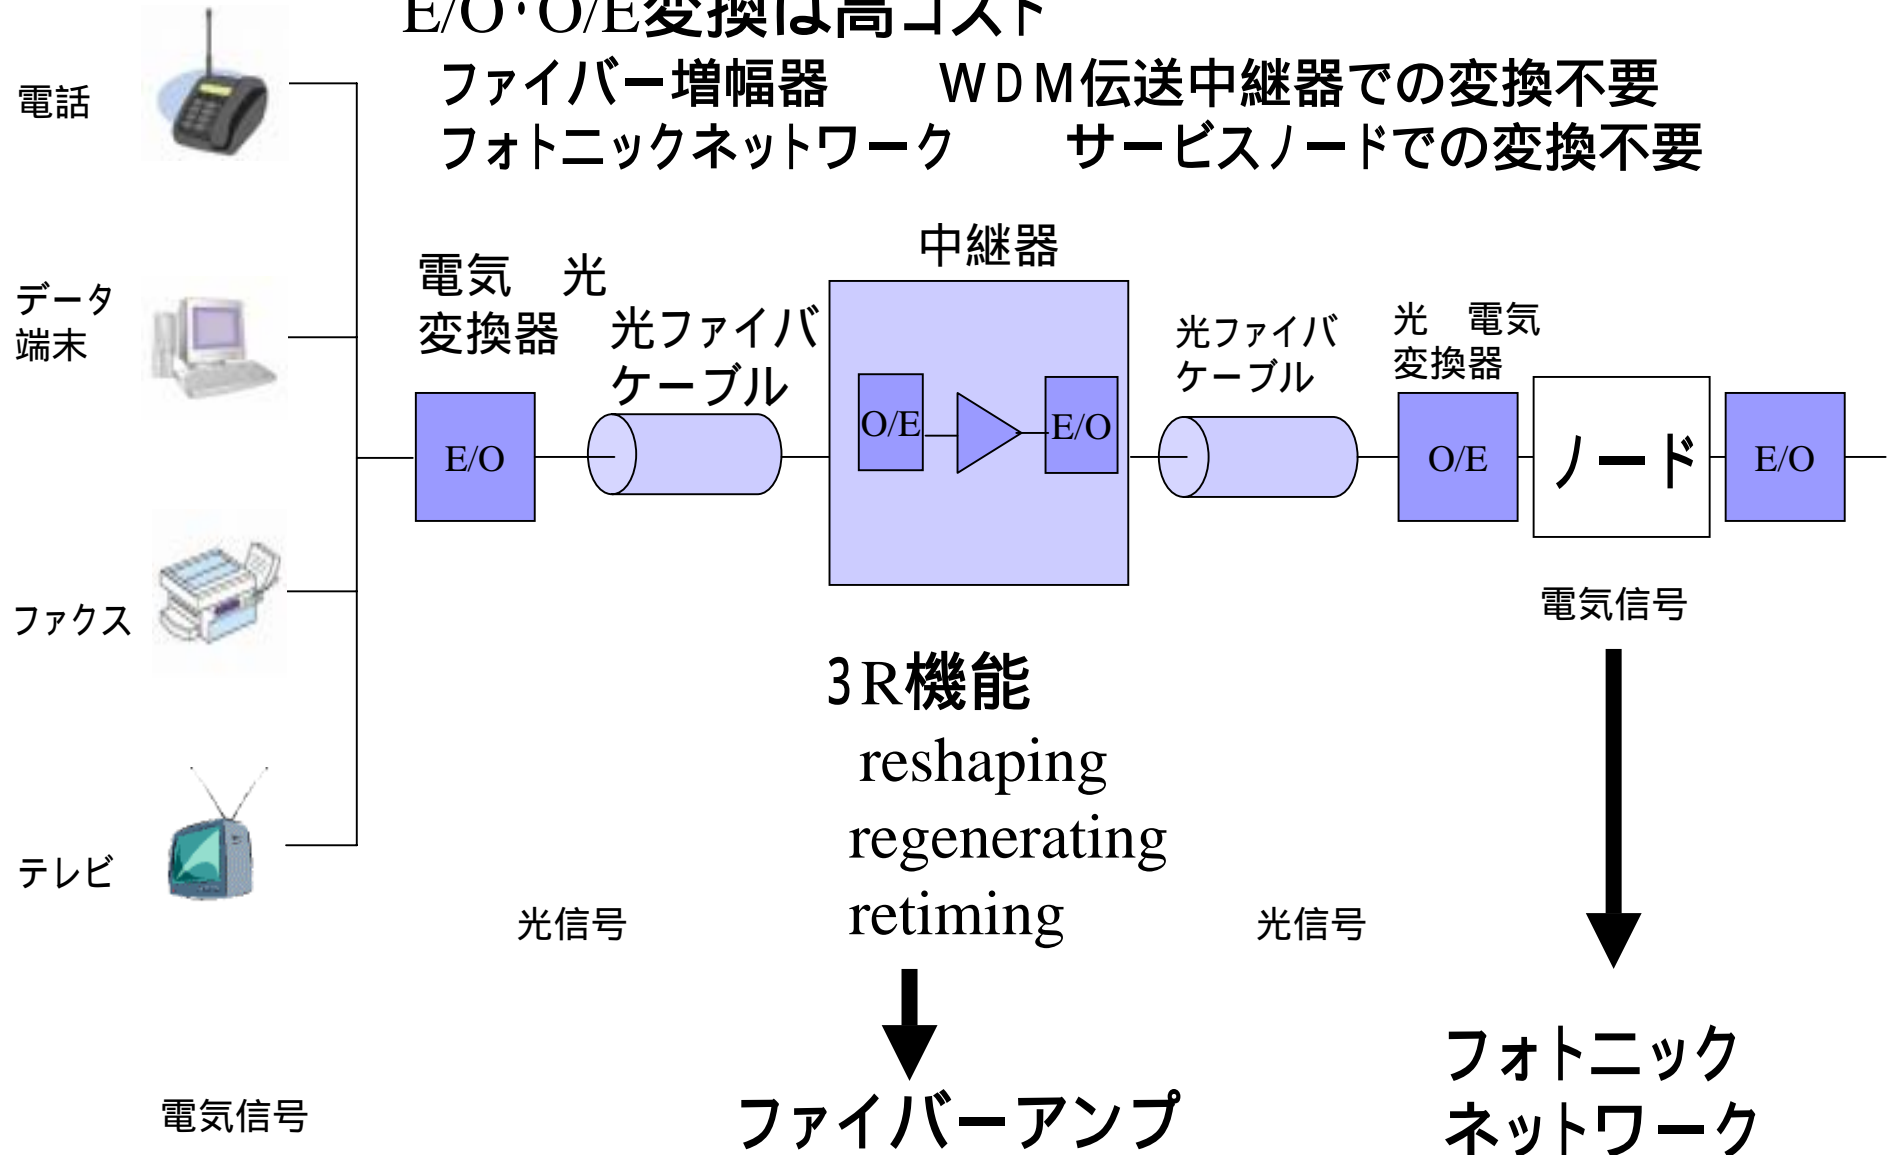 E/O・O/E変換は高コスト
ファイバー増幅器　　WDM伝送中継器での変換不要
フォトニックネットワーク　　サービスノードでの変換不要
電話
データ
端末
ファクス
テレビ
電気　光
変換器
光ファイバ
ケーブル
中継器
光ファイバ
ケーブル
光　電気
変換器
E/O
O/E
E/O
O/E
ノード
E/O
電気信号
3R機能
reshaping
regenerating
retiming
光信号
光信号
電気信号
ファイバーアンプ
フォトニック
ネットワーク